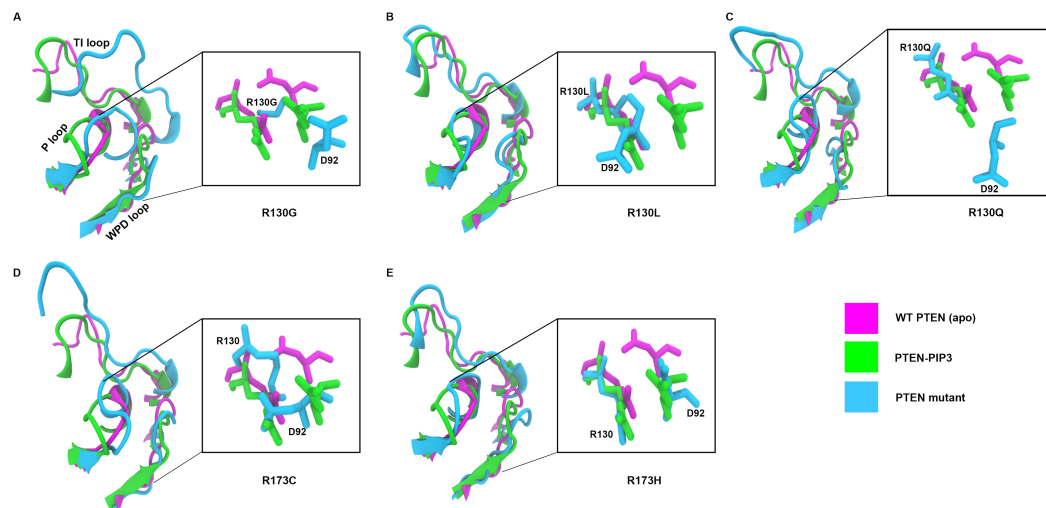 A
TI loop
P loop
WPD loop
R130G
D92
R130G
B
R130L
D92
R130L
C
R130Q
D92
R130Q
D
R130
D92
R173C
E
R130
D92
R173H
WT PTEN (apo)
PTEN-PIP3
PTEN mutant